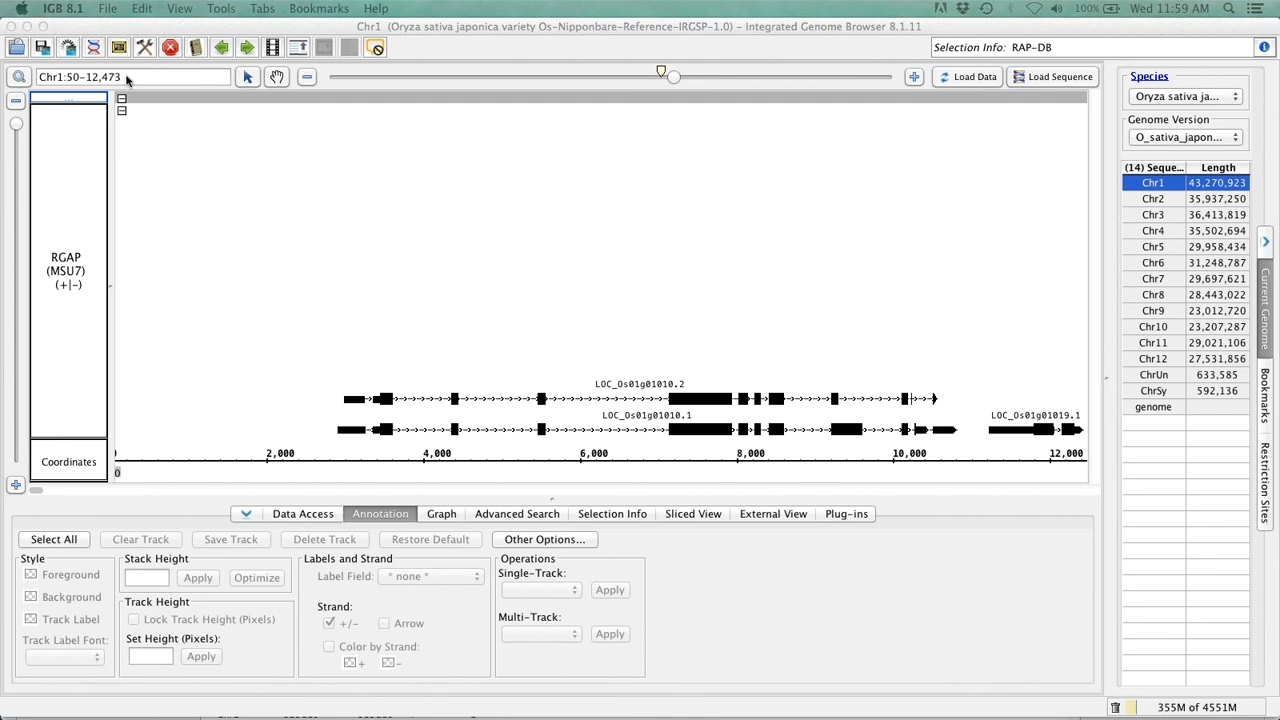 IGB 8.1 File Edit View Tools Tabs Bookmarks Help 100% Wed 11:59 AM
Chr1 (Oryza sativa japonica variety Os-Nipponbare-Reference-IRGSP-1.0) - Integrated Genome Browser 8.1.11
Selection Info: RAP-DB
Chr1:50-12,473 Load Data Load Sequence
Species
Oryza sativa ja...
Genome Version
O_sativa_japon...
(14) Seque... Length
Chr1 43,270,923
Chr2 35,937,250
Chr3 36,413,819
Chr4 35,502,694
Chr5 29,958,434
Chr6 31,248,787
Chr7 29,697,621
Chr8 28,443,022
Chr9 23,012,720
Chr10 23,207,287
Chr11 29,021,106
Chr12 27,531,856
ChrUn 633,585
ChrSy 592,136
genome
Current Genome
Bookmarks
Restriction Sites
...
RGAP
(MSU7)
(+|-)
LOC_Os01g01010.2
LOC_Os01g01010.1 LOC_Os01g01019.1
Coordinates
2,000 4,000 6,000 8,000 10,000 12,000
0
Data Access Annotation Graph Advanced Search Selection Info Sliced View External View Plug-ins
Select All Clear Track Save Track Delete Track Restore Default Other Options...
Style
Foreground
Background
Track Label
Track Label Font:
Stack Height
Apply Optimize
Track Height
Lock Track Height (Pixels)
Set Height (Pixels):
Apply
Labels and Strand
Label Field: * none *
Strand:
+/- Arrow
Color by Strand:
+ -
Operations
Single-Track:
Apply
Multi-Track:
Apply
355M of 4551M